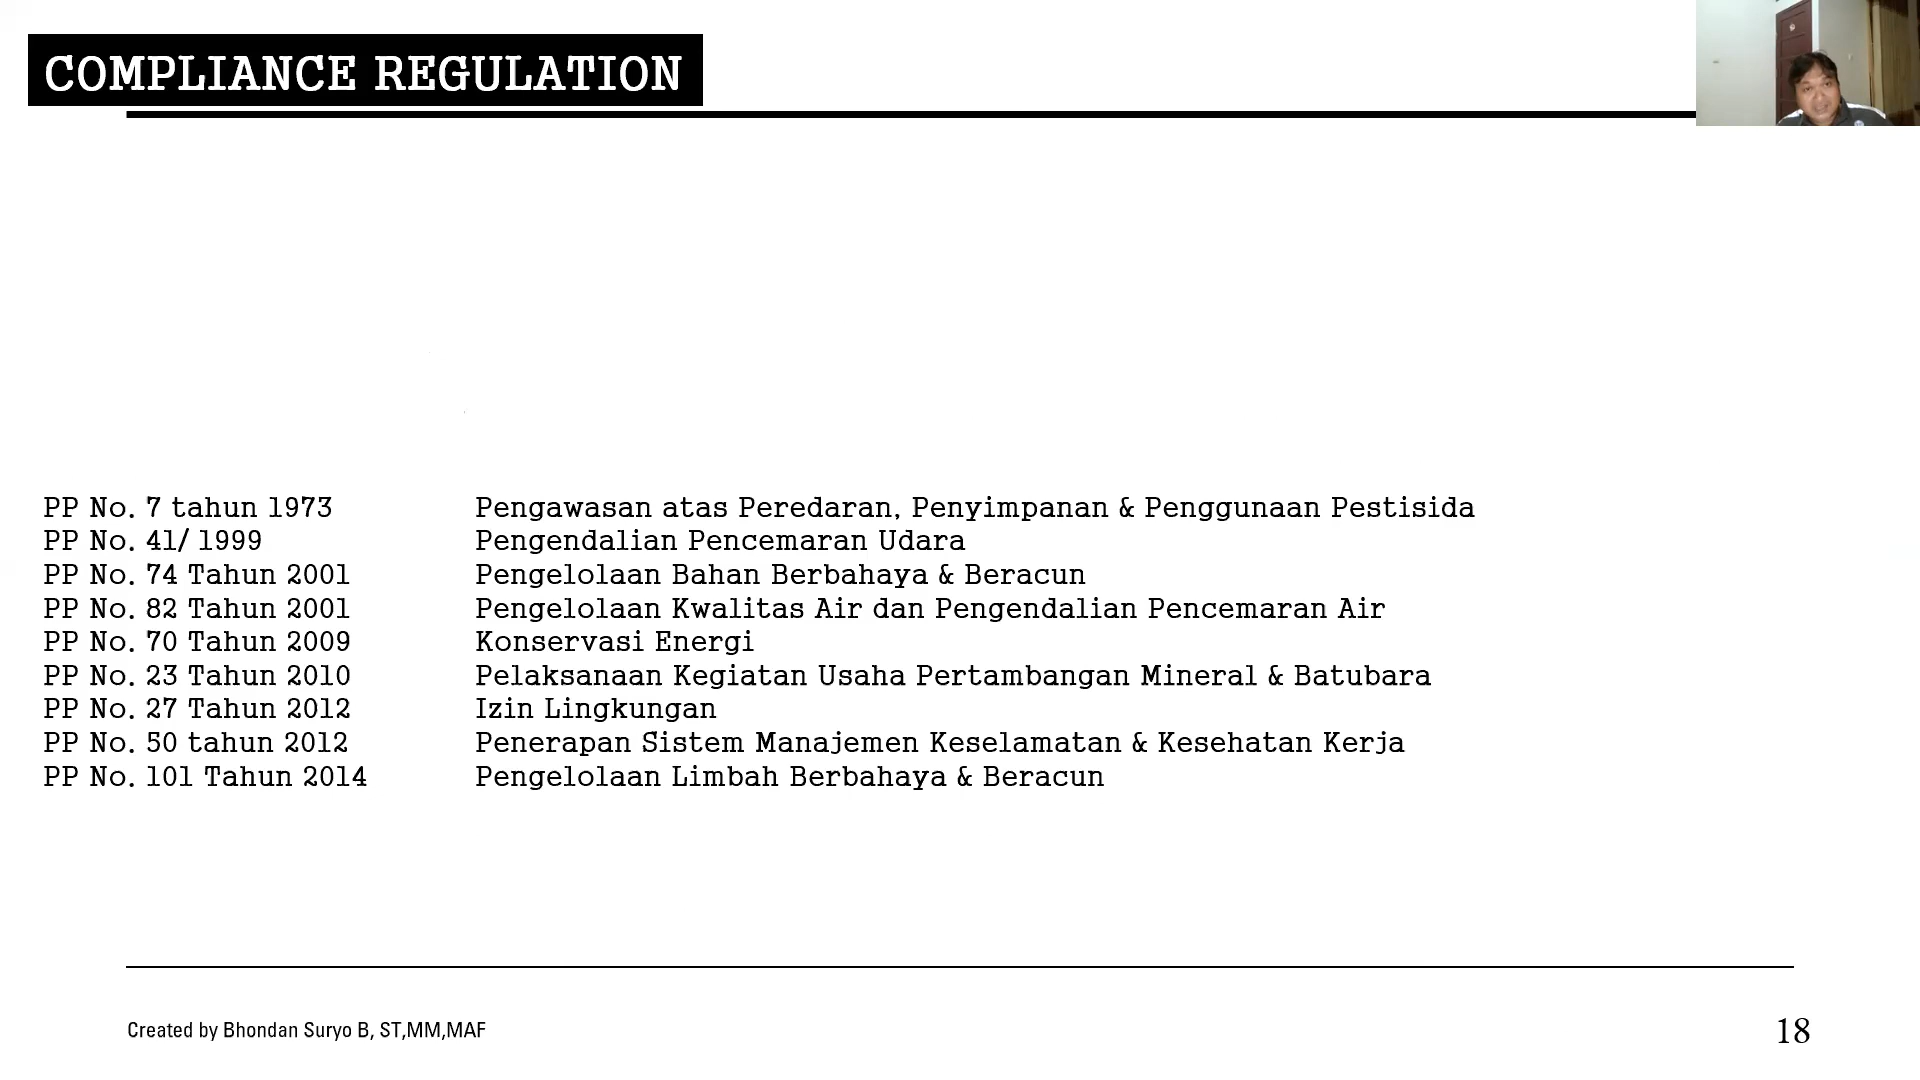 COMPLIANCE REGULATION
PP No. 7 tahun 1973 Pengawasan atas Peredaran, Penyimpanan & Penggunaan Pestisida
PP No. 41/ 1999 Pengendalian Pencemaran Udara
PP No. 74 Tahun 2001 Pengelolaan Bahan Berbahaya & Beracun
PP No. 82 Tahun 2001 Pengelolaan Kwalitas Air dan Pengendalian Pencemaran Air
PP No. 70 Tahun 2009 Konservasi Energi
PP No. 23 Tahun 2010 Pelaksanaan Kegiatan Usaha Pertambangan Mineral & Batubara
PP No. 27 Tahun 2012 Izin Lingkungan
PP No. 50 tahun 2012 Penerapan Sistem Manajemen Keselamatan & Kesehatan Kerja
PP No. 101 Tahun 2014 Pengelolaan Limbah Berbahaya & Beracun
Created by Bhondan Suryo B, ST,MM,MAF
18